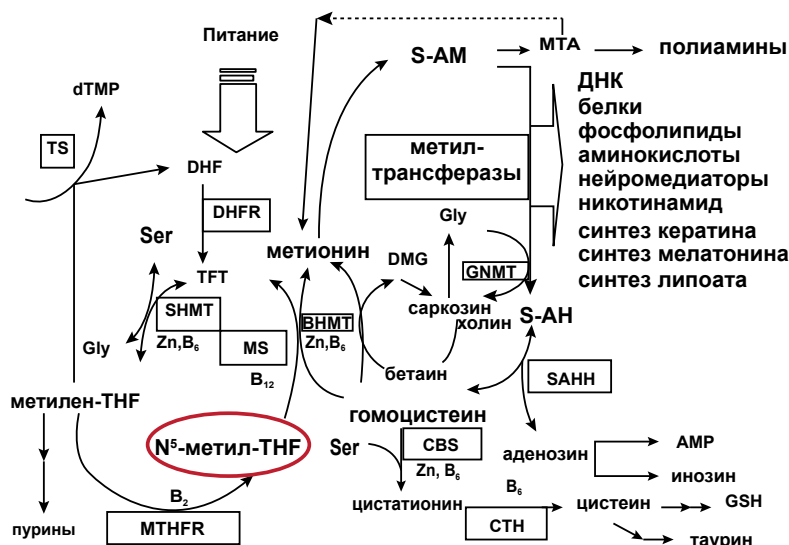 Питание
S-АМ
МТА
полиамины
dTMP
ДНК
белки
фосфолипиды
аминокислоты
нейромедиаторы
никотинамид
синтез кератина
синтез мелатонина
синтез липоата
TS
метил-
трансферазы
DHF
DHFR
Gly
Ser
метионин
DMG
GNMT
TFT
саркозин
холин
S-АН
SHMT
BHMT
Zn,B6
MS
Zn,B6
Gly
бетаин
SAHH
B12
метилен-THF
гомоцистеин
N5-метил-THF
Ser
CBS
аденозин
AMP
Zn, B6
инозин
B2
цистатионин
B6
цистеин
GSH
пурины
MTHFR
CTH
таурин